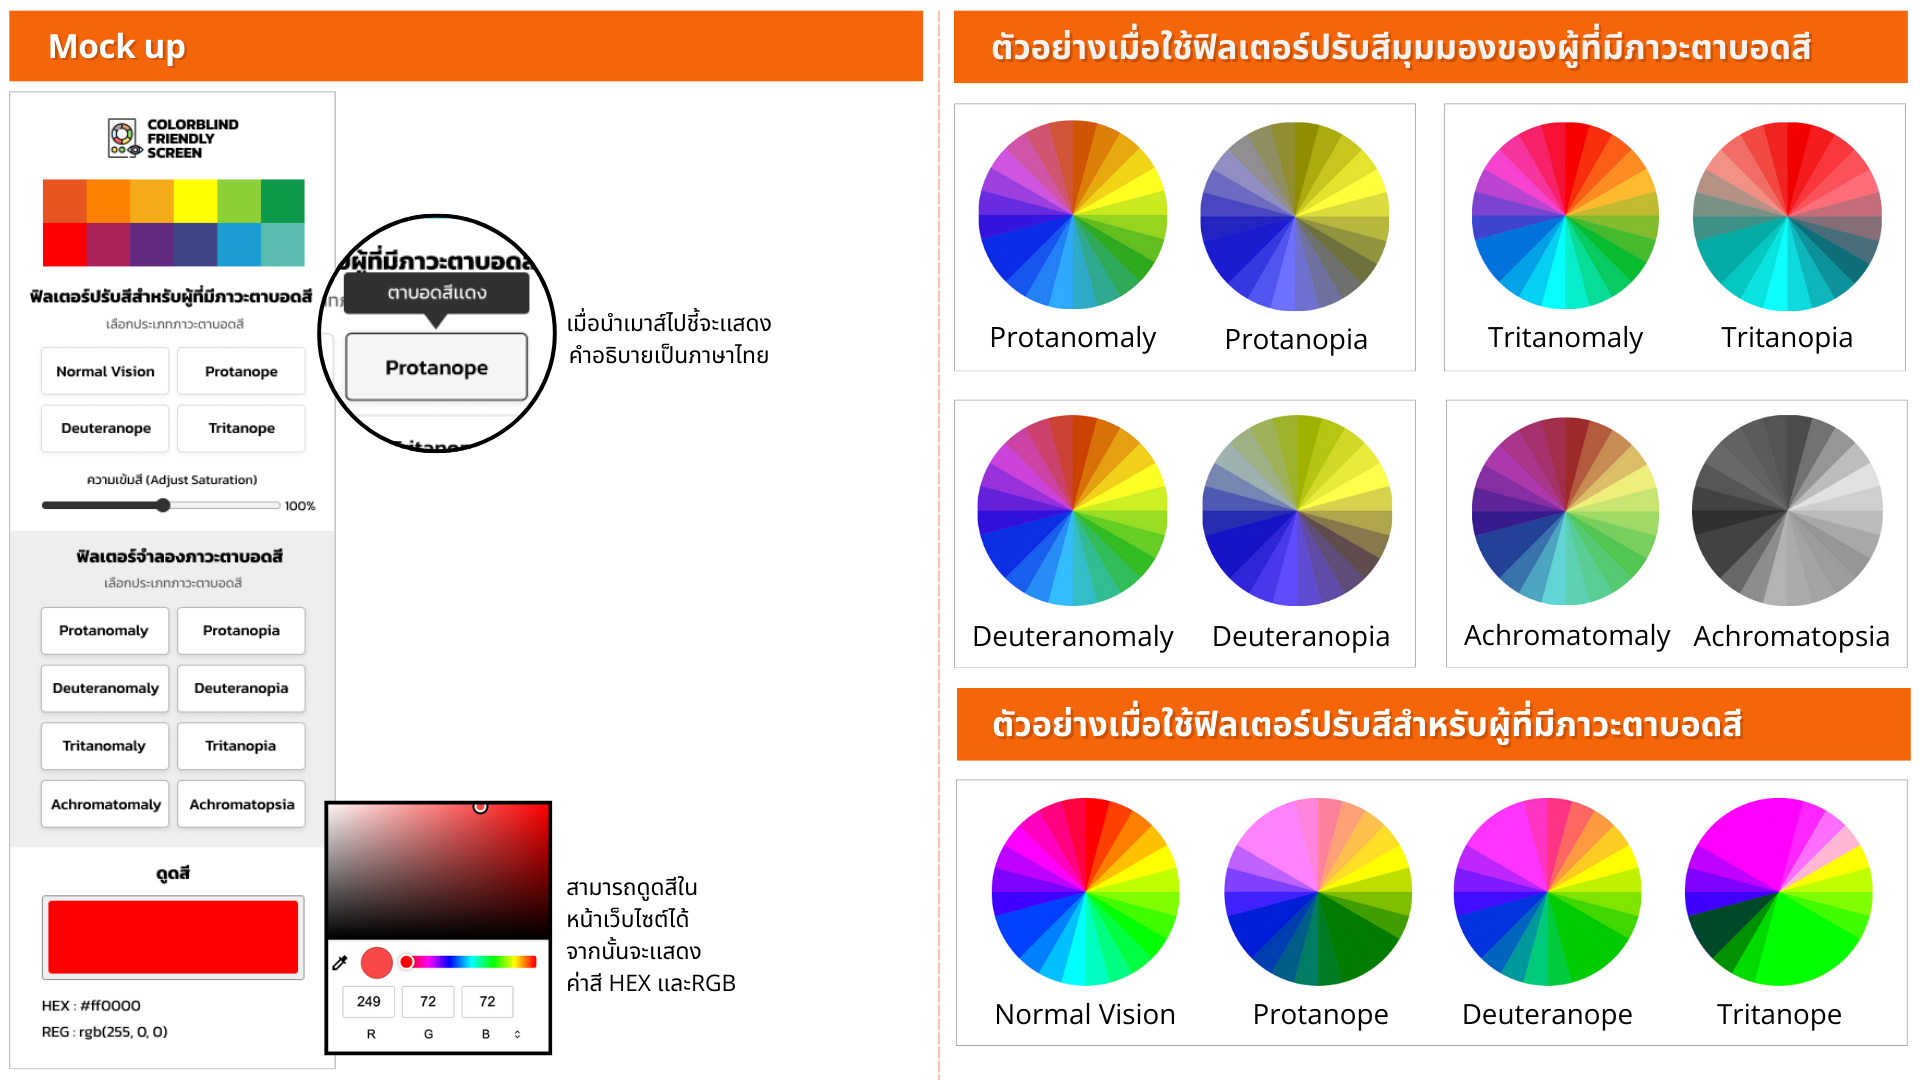 Mock up
COLORBLIND
FRIENDLY
SCREEN
ฟิลเตอร์ปรับสีสำหรับผู้ที่มีภาวะตาบอดสี
เลือกประเภทภาวะตาบอดสี
Normal Vision
Protanope
Deuteranope
Tritanope
ความเข้มสี (Adjust Saturation)
100%
ผู้ที่มีภาวะตาบอดสี
ตาบอดสีแดง
Protanope
Tritanope
เมื่อนำเมาส์ไปชี้จะแสดง
คำอธิบายเป็นภาษาไทย
ฟิลเตอร์จำลองภาวะตาบอดสี
เลือกประเภทภาวะตาบอดสี
Protanomaly
Protanopia
Deuteranomaly
Deuteranopia
Tritanomaly
Tritanopia
Achromatomaly
Achromatopsia
ดูดสี
HEX : #ff0000
REG : rgb(255, 0, 0)
249
72
72
R
G
B
สามารถดูดสีใน
หน้าเว็บไซต์ได้
จากนั้นจะแสดง
ค่าสี HEX และRGB
ตัวอย่างเมื่อใช้ฟิลเตอร์ปรับสีมุมมองของผู้ที่มีภาวะตาบอดสี
Protanomaly
Protanopia
Tritanomaly
Tritanopia
Deuteranomaly
Deuteranopia
Achromatomaly
Achromatopsia
ตัวอย่างเมื่อใช้ฟิลเตอร์ปรับสีสำหรับผู้ที่มีภาวะตาบอดสี
Normal Vision
Protanope
Deuteranope
Tritanope